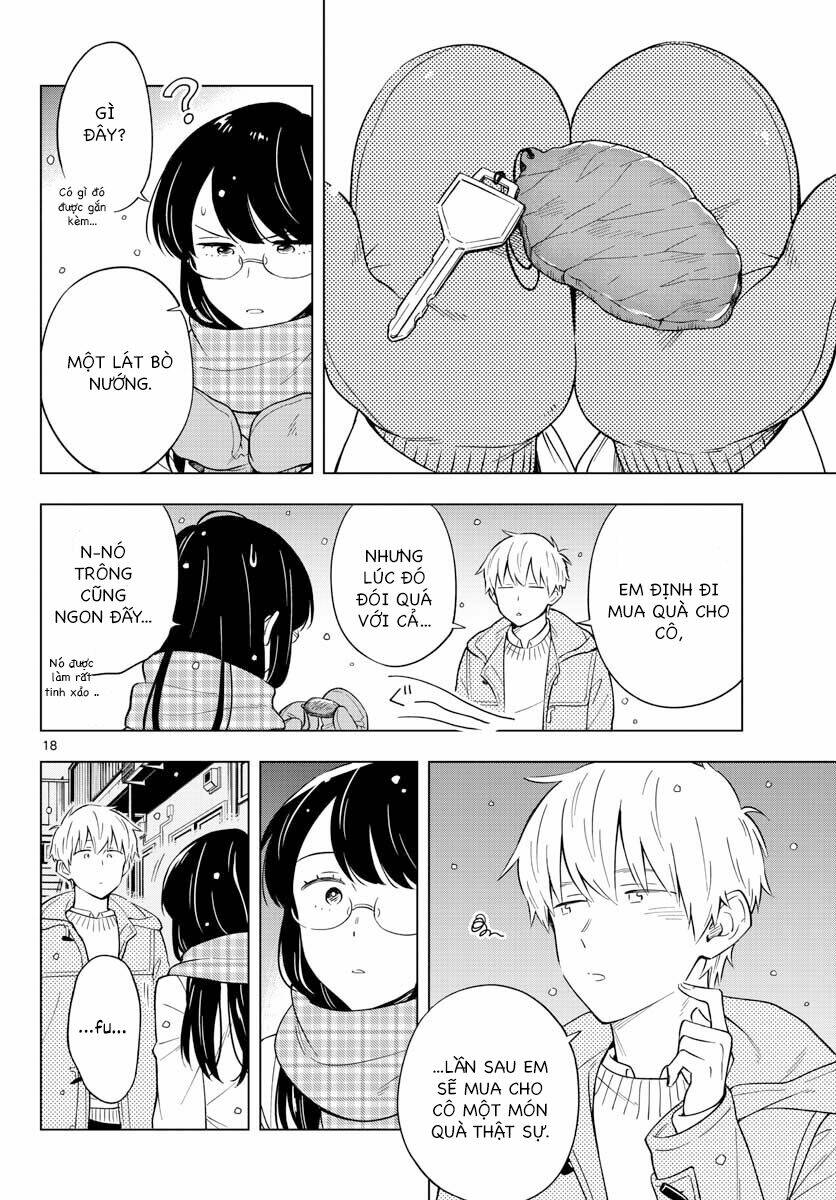 GÌ
ĐÂY?
Có gì đó
được gắn
kèm...
MỘT LÁT BÒ
NƯỚNG.
EM ĐỊNH ĐI
MUA QUÀ CHO
CÔ,
NHƯNG
LÚC ĐÓ
ĐÓI QUÁ
VỚI CẢ...
N-NÓ
TRÔNG
CŨNG
NGON ĐẤY...
Nó được
làm rất
tinh xảo ..
18
...LẦN SAU EM
SẼ MUA CHO
CÔ MỘT MÓN
QUÀ THẬT SỰ.
...fu...